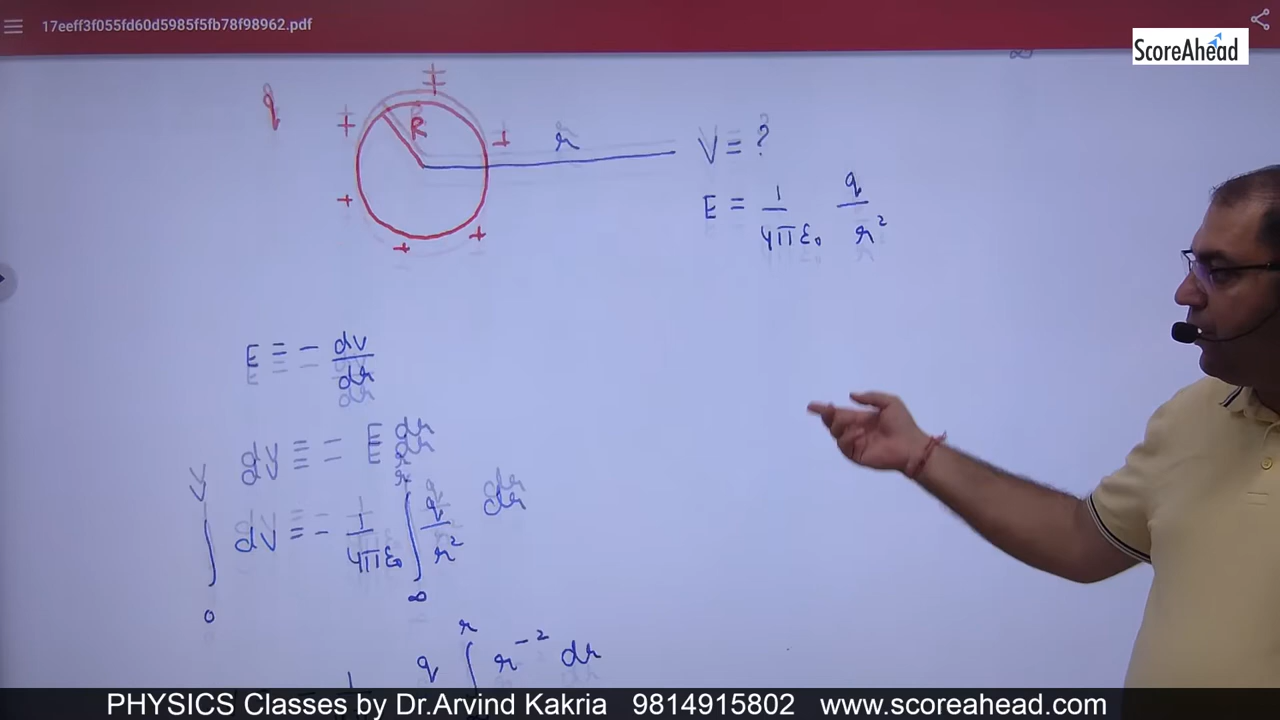 17eeff3f055fd60d5985f5fb78f98962.pdf
ScoreAhead
q
R
r
V = ?
E = 1/4πε₀ q/r²
E = - dV/dr
dV = - E dr
∫₀^V dV = - 1/4πε₀ ∫_∞^r q/r² dr
= 1 q ∫^r r⁻² dr
PHYSICS Classes by Dr.Arvind Kakria 9814915802 www.scoreahead.com